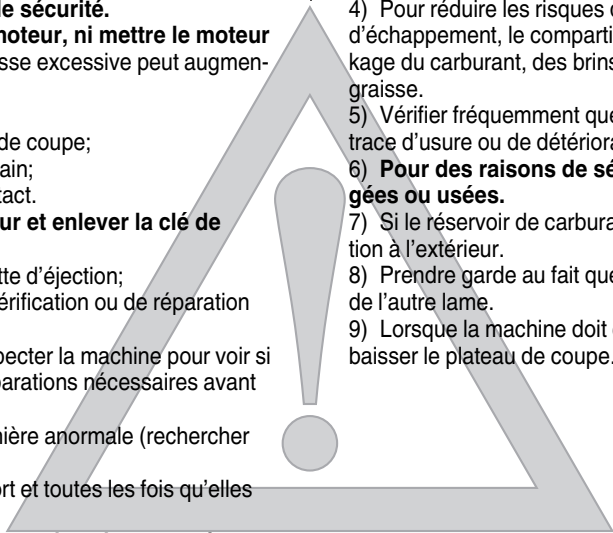 le sécurité.
moteur, ni mettre le moteur
sse excessive peut augmen-
de coupe;
ain;
tact.
ur et enlever la clé de
tte d'éjection;
érification ou de réparation
pecter la machine pour voir si
parations nécessaires avant
nière anormale (rechercher
rt et toutes les fois qu'elles
4) Pour réduire les risques
d'échappement, le comparti
kage du carburant, des brins
graisse.
5) Vérifier fréquemment que
trace d'usure ou de détériora
6) Pour des raisons de sé
gées ou usées.
7) Si le réservoir de carbura
tion à l'extérieur.
8) Prendre garde au fait que
de l'autre lame.
9) Lorsque la machine doit
baisser le plateau de coupe.